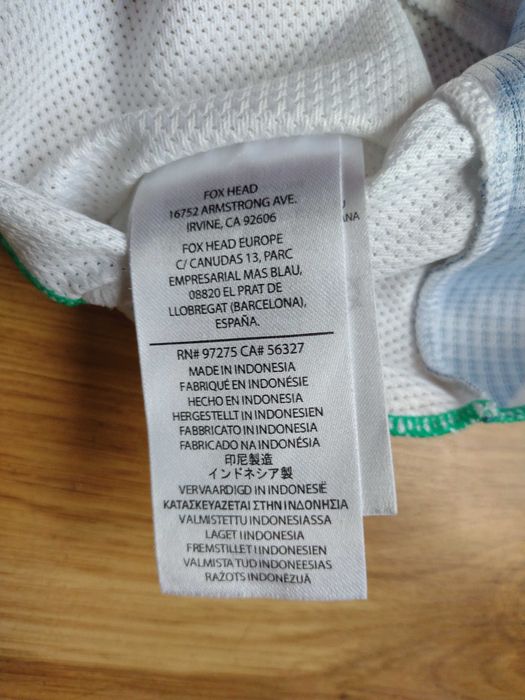 FOX HEAD
16752 ARMSTRONG AVE.
IRVINE, CA 92606
FOX HEAD EUROPE
C/ CANUDAS 13, PARC
EMPRESARIAL MAS BLAU,
08820 EL PRAT DE
LLOBREGAT (BARCELONA),
ESPAÑA.
RN# 97275 CA# 56327
MADE IN INDONESIA
FABRIQUÉ EN INDONÉSIE
HECHO EN INDONESIA
HERGESTELLT IN INDONESIEN
FABBRICATO IN INDONESIA
FABRICADO NA INDONÉSIA
印尼製造
インドネシア製
VERVAARDIGD IN INDONESIË
ΚΑΤΑΣΚΕΥΑΖΕΤΑΙ ΣΤΗΝ ΙΝΔΟΝΗΣΙΑ
VALMISTETTU INDONESIASSA
LAGET I INDONESIA
FREMSTILLET I INDONESIEN
VALMISTATUD INDONEESIAS
RAŽOTS INDONĒZIJĀ